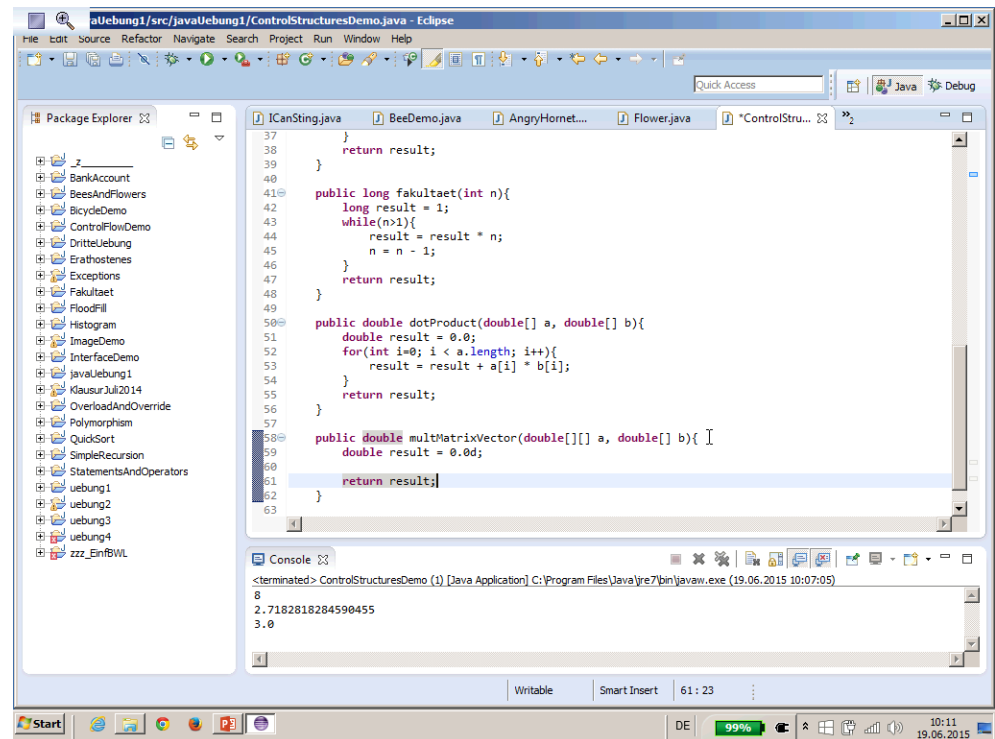 avaUebung1/src/javaUebung1/ControlStructuresDemo.java - Eclipse
File Edit Source Refactor Navigate Search Project Run Window Help
Quick Access
Java
Debug
Package Explorer
_z________
BankAccount
BeesAndFlowers
BicycleDemo
ControlFlowDemo
DritteUebung
Erathostenes
Exceptions
Fakultaet
FloodFill
Histogram
ImageDemo
InterfaceDemo
javaUebung1
KlausurJuli2014
OverloadAndOverride
Polymorphism
QuickSort
SimpleRecursion
StatementsAndOperators
uebung1
uebung2
uebung3
uebung4
zzz_EinfBWL
ICanSting.java BeeDemo.java AngryHornet.... Flower.java *ControlStru... 2
37 }
38 return result;
39 }
40
41 public long fakultaet(int n){
42 long result = 1;
43 while(n>1){
44 result = result * n;
45 n = n - 1;
46 }
47 return result;
48 }
49
50 public double dotProduct(double[] a, double[] b){
51 double result = 0.0;
52 for(int i=0; i < a.length; i++){
53 result = result + a[i] * b[i];
54 }
55 return result;
56 }
57
58 public double multMatrixVector(double[][] a, double[] b){
59 double result = 0.0d;
60
61 return result;
62 }
63
Console
<terminated> ControlStructuresDemo (1) [Java Application] C:\Program Files\Java\jre7\bin\javaw.exe (19.06.2015 10:07:05)
8
2.7182818284590455
3.0
Writable Smart Insert 61 : 23
Start
DE 99% 10:11
19.06.2015